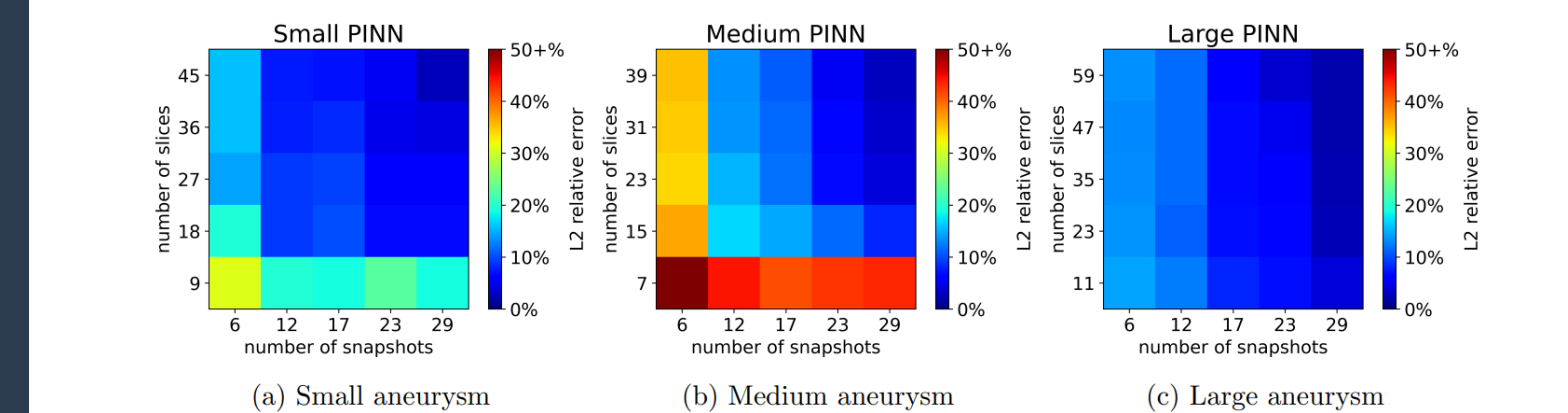 Small PINN
50+%
45
40%
36
30%
27
20%
18
10%
9
0%
6 12 17 23 29
number of snapshots
number of slices
L2 relative error
(a) Small aneurysm
Medium PINN
50+%
39
40%
31
30%
23
20%
15
10%
7
0%
6 12 17 23 29
number of snapshots
number of slices
L2 relative error
(b) Medium aneurysm
Large PINN
50+%
59
40%
47
30%
35
20%
23
10%
11
0%
6 12 17 23 29
number of snapshots
number of slices
L2 relative error
(c) Large aneurysm